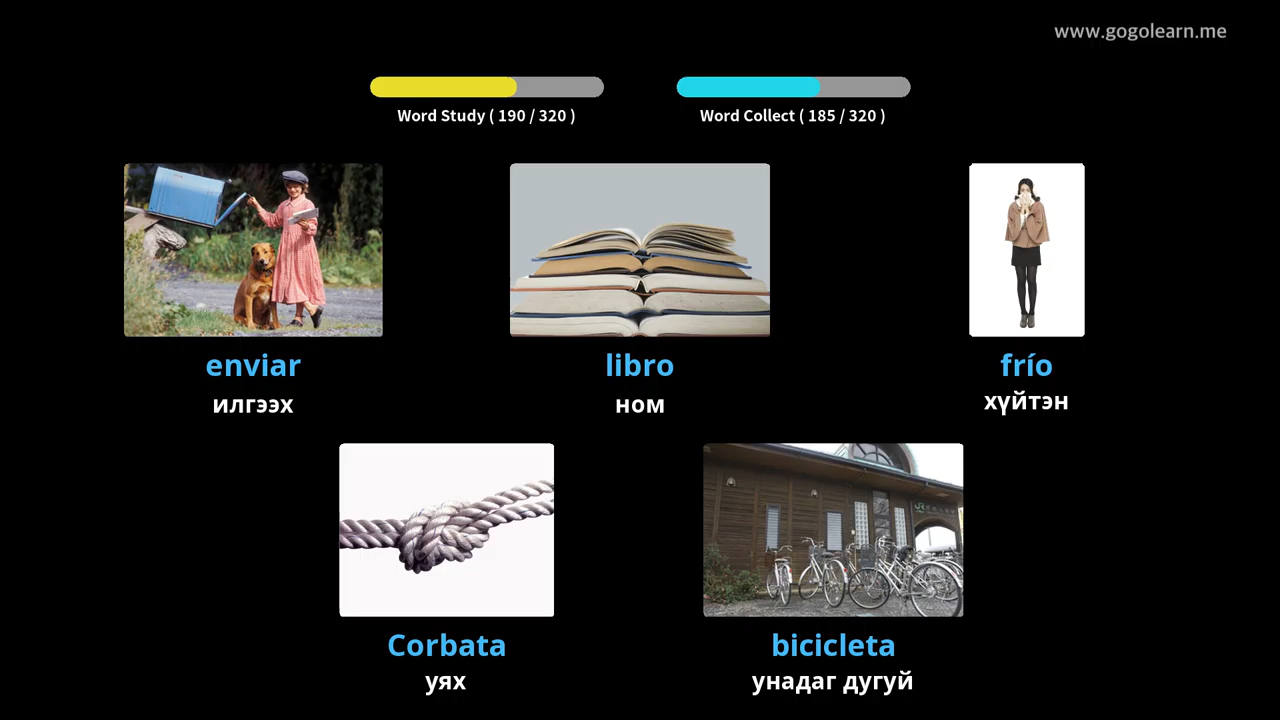 www.gogolearn.me
Word Study ( 190 / 320 )
Word Collect ( 185 / 320 )
enviar
илгээх
libro
ном
frío
хүйтэн
Corbata
уях
bicicleta
унадаг дугуй